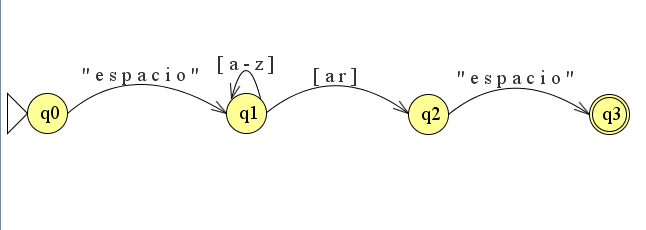 "espacio"
[a-z]
[ar]
"espacio"
q0
q1
q2
q3